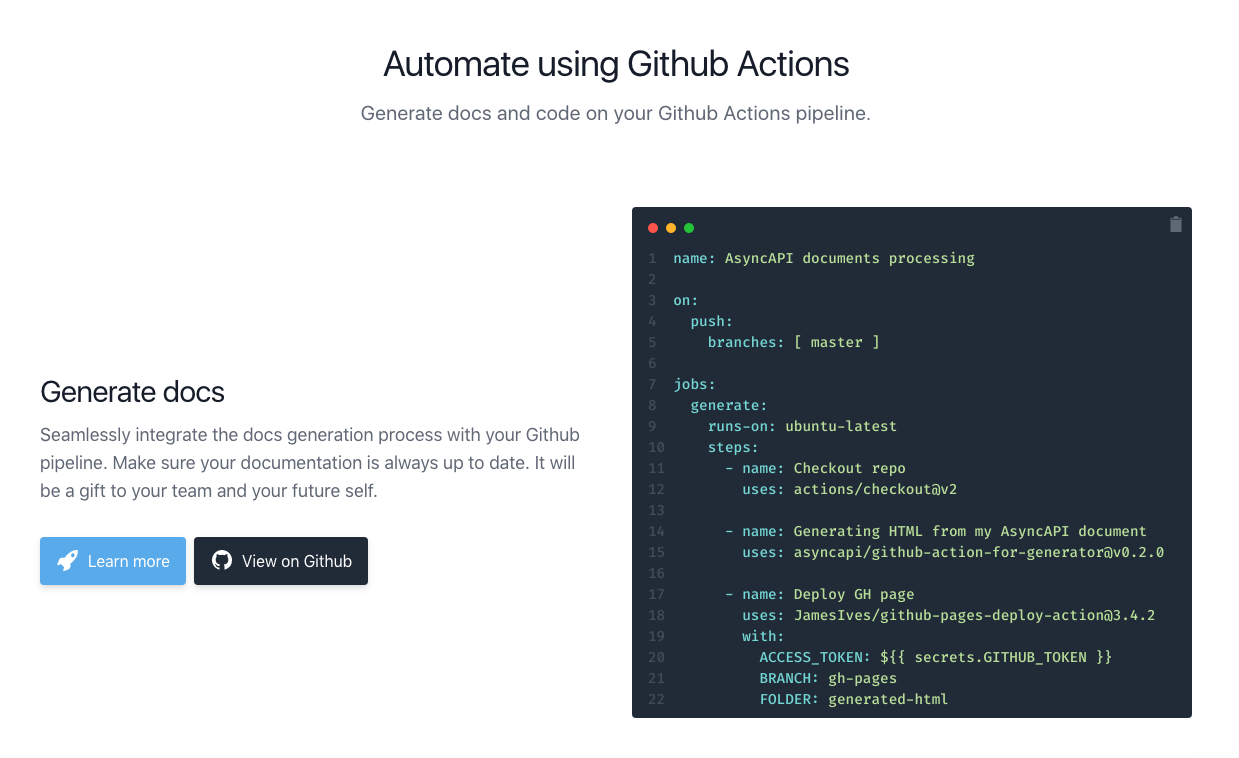 Automate using Github Actions
Generate docs and code on your Github Actions pipeline.
Generate docs
Seamlessly integrate the docs generation process with your Github
pipeline. Make sure your documentation is always up to date. It will
be a gift to your team and your future self.
Learn more
View on Github
1 name: AsyncAPI documents processing
2
3 on:
4   push:
5     branches: [ master ]
6
7 jobs:
8   generate:
9     runs-on: ubuntu-latest
10     steps:
11       - name: Checkout repo
12         uses: actions/checkout@v2
13
14       - name: Generating HTML from my AsyncAPI document
15         uses: asyncapi/github-action-for-generator@v0.2.0
16
17       - name: Deploy GH page
18         uses: JamesIves/github-pages-deploy-action@3.4.2
19         with:
20           ACCESS_TOKEN: ${{ secrets.GITHUB_TOKEN }}
21           BRANCH: gh-pages
22           FOLDER: generated-html